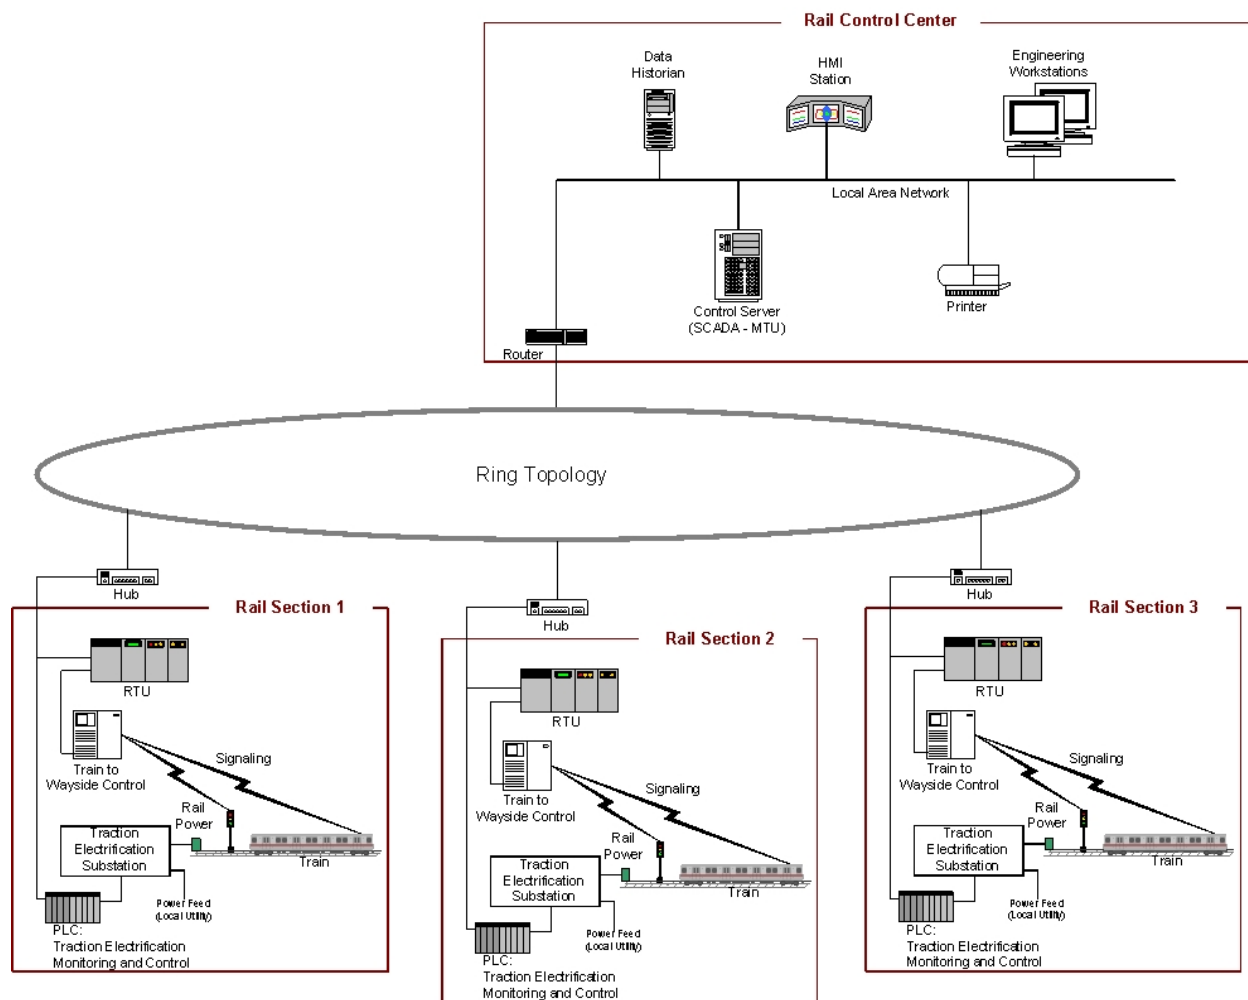 Rail Control Center
Data
Historian
HMI
Station
Engineering
Workstations
Local Area Network
Control Server
(SCADA - MTU)
Printer
Router
Ring Topology
Hub
Rail Section 1
RTU
Train to
Wayside Control
Signaling
Rail
Power
Traction
Electrification
Substation
Train
Power Feed
(Local Utility)
PLC:
Traction Electrification
Monitoring and Control
Hub
Rail Section 2
RTU
Train to
Wayside Control
Signaling
Rail
Power
Traction
Electrification
Substation
Train
Power Feed
(Local Utility)
PLC:
Traction Electrification
Monitoring and Control
Hub
Rail Section 3
RTU
Train to
Wayside Control
Signaling
Rail
Power
Traction
Electrification
Substation
Train
Power Feed
(Local Utility)
PLC:
Traction Electrification
Monitoring and Control